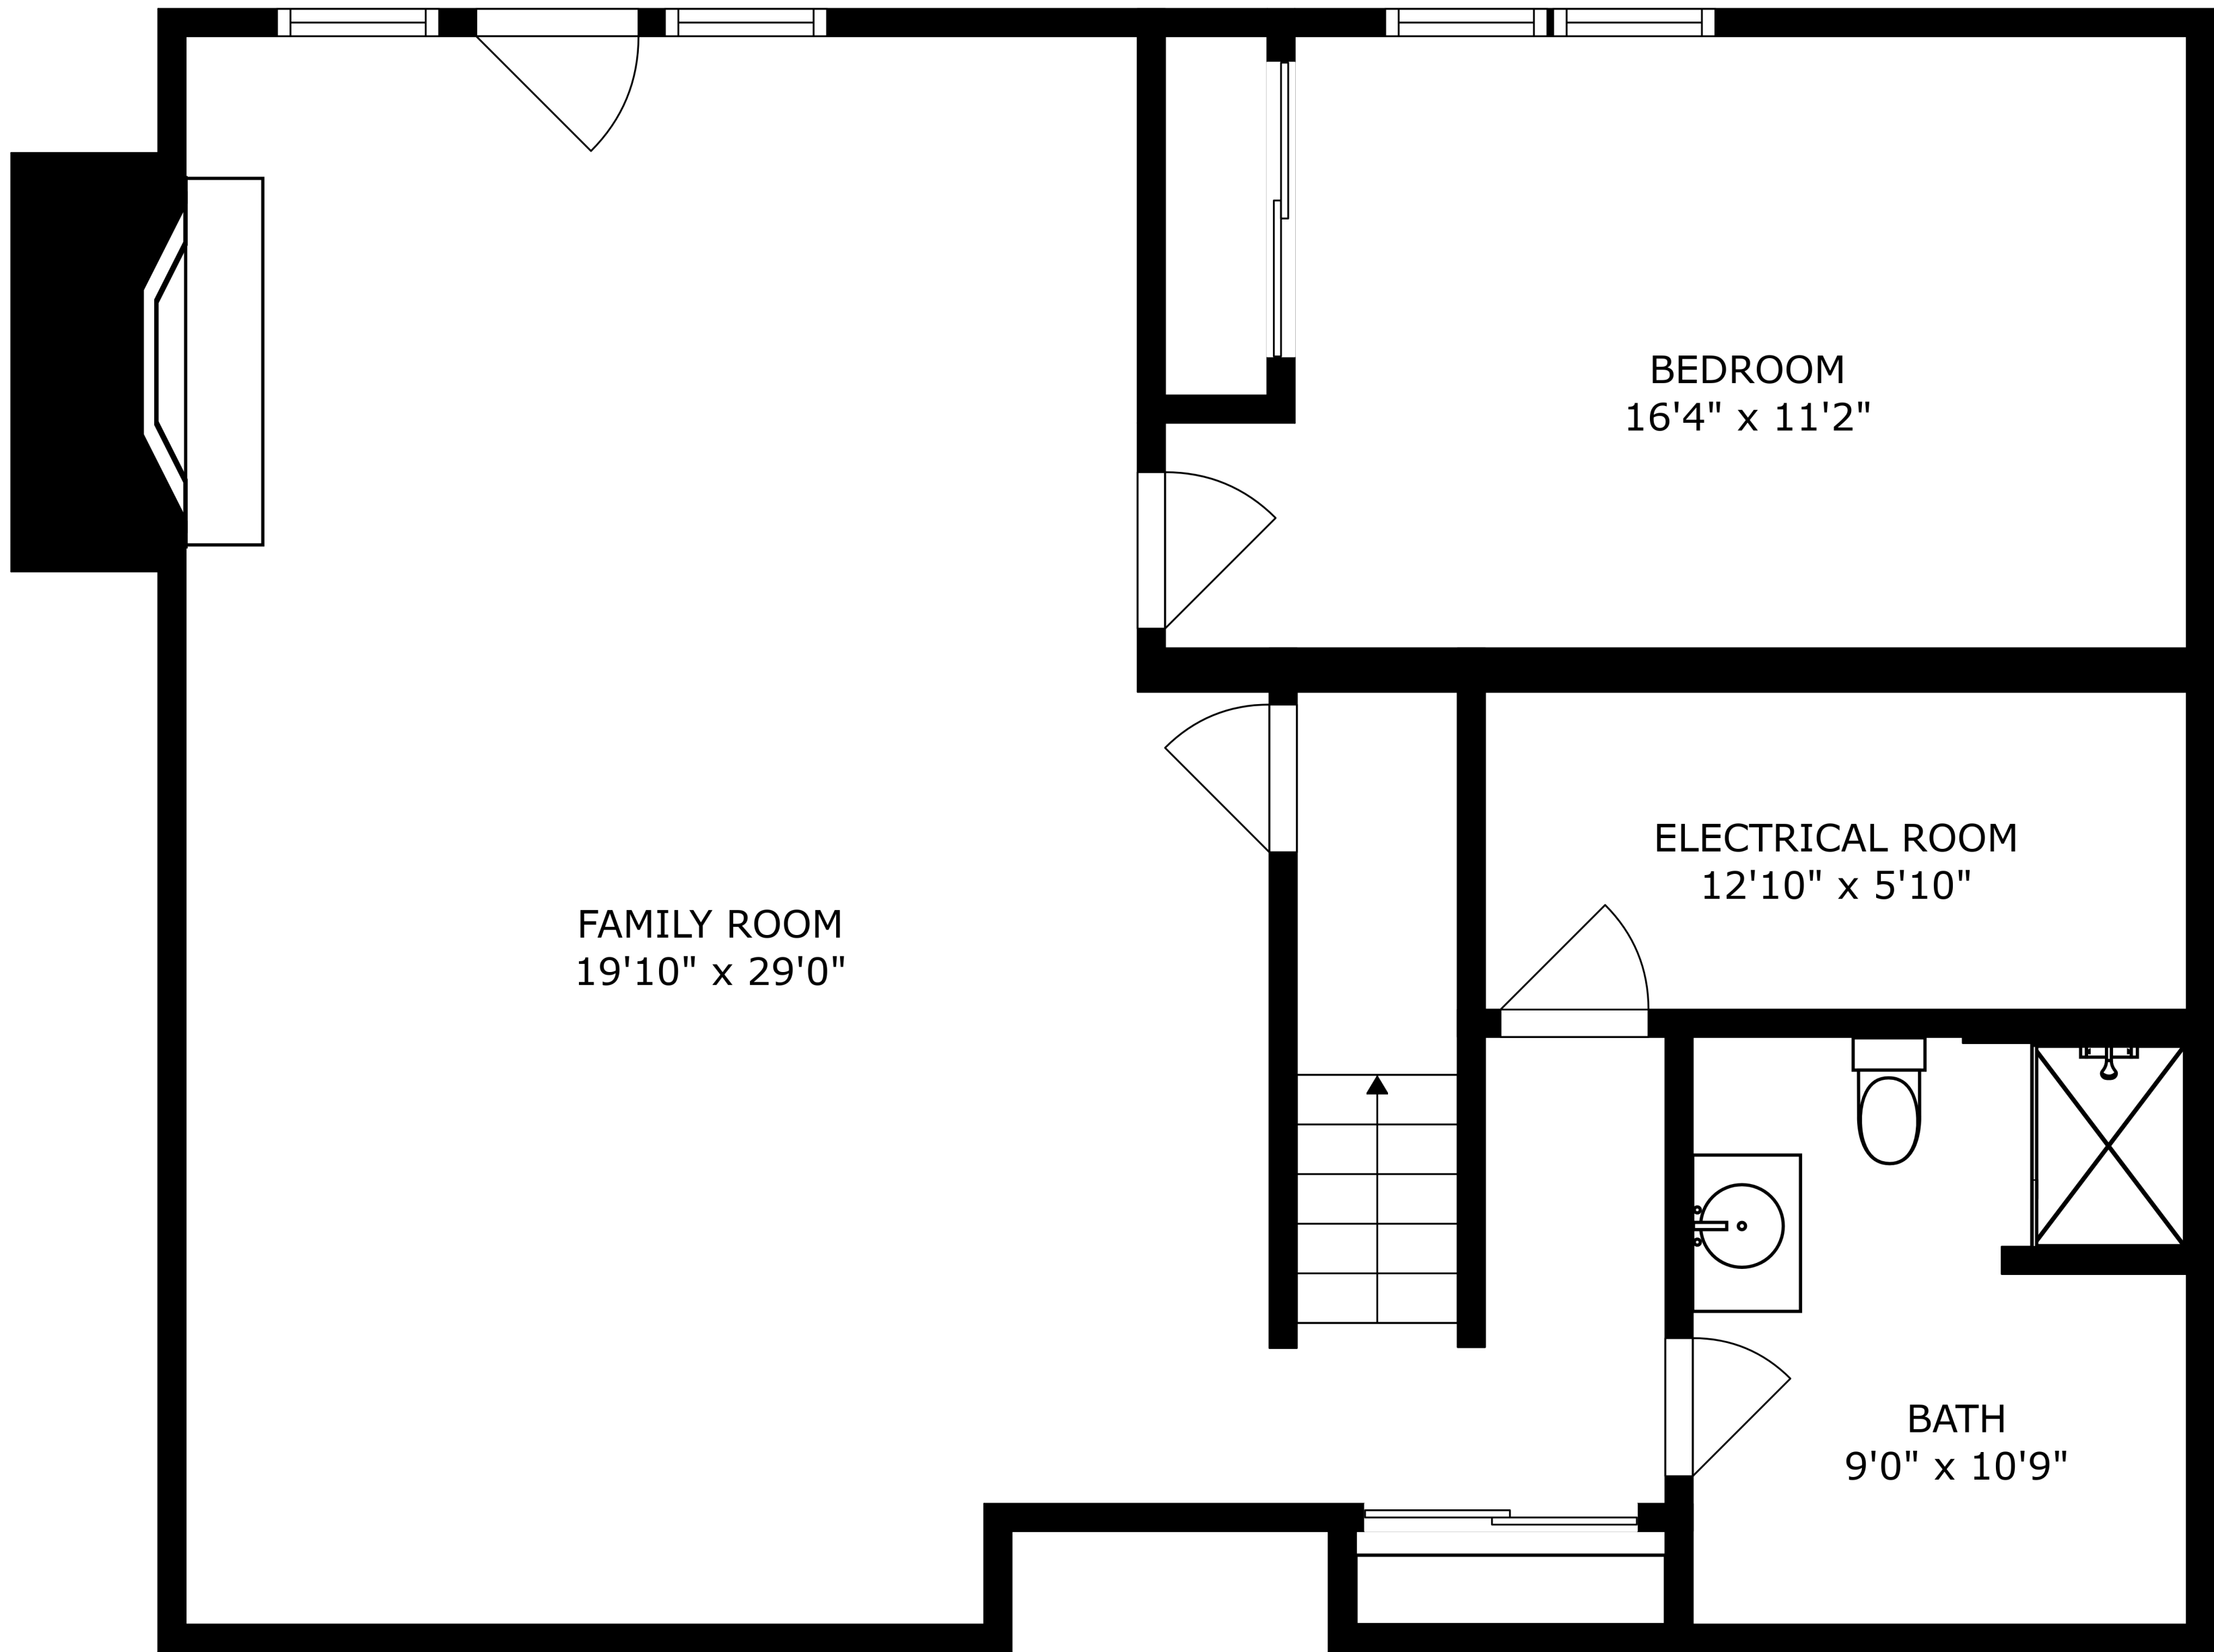 BEDROOM
16'4" x 11'2"
ELECTRICAL ROOM
12'10" x 5'10"
FAMILY ROOM
19'10" x 29'0"
BATH
9'0" x 10'9"